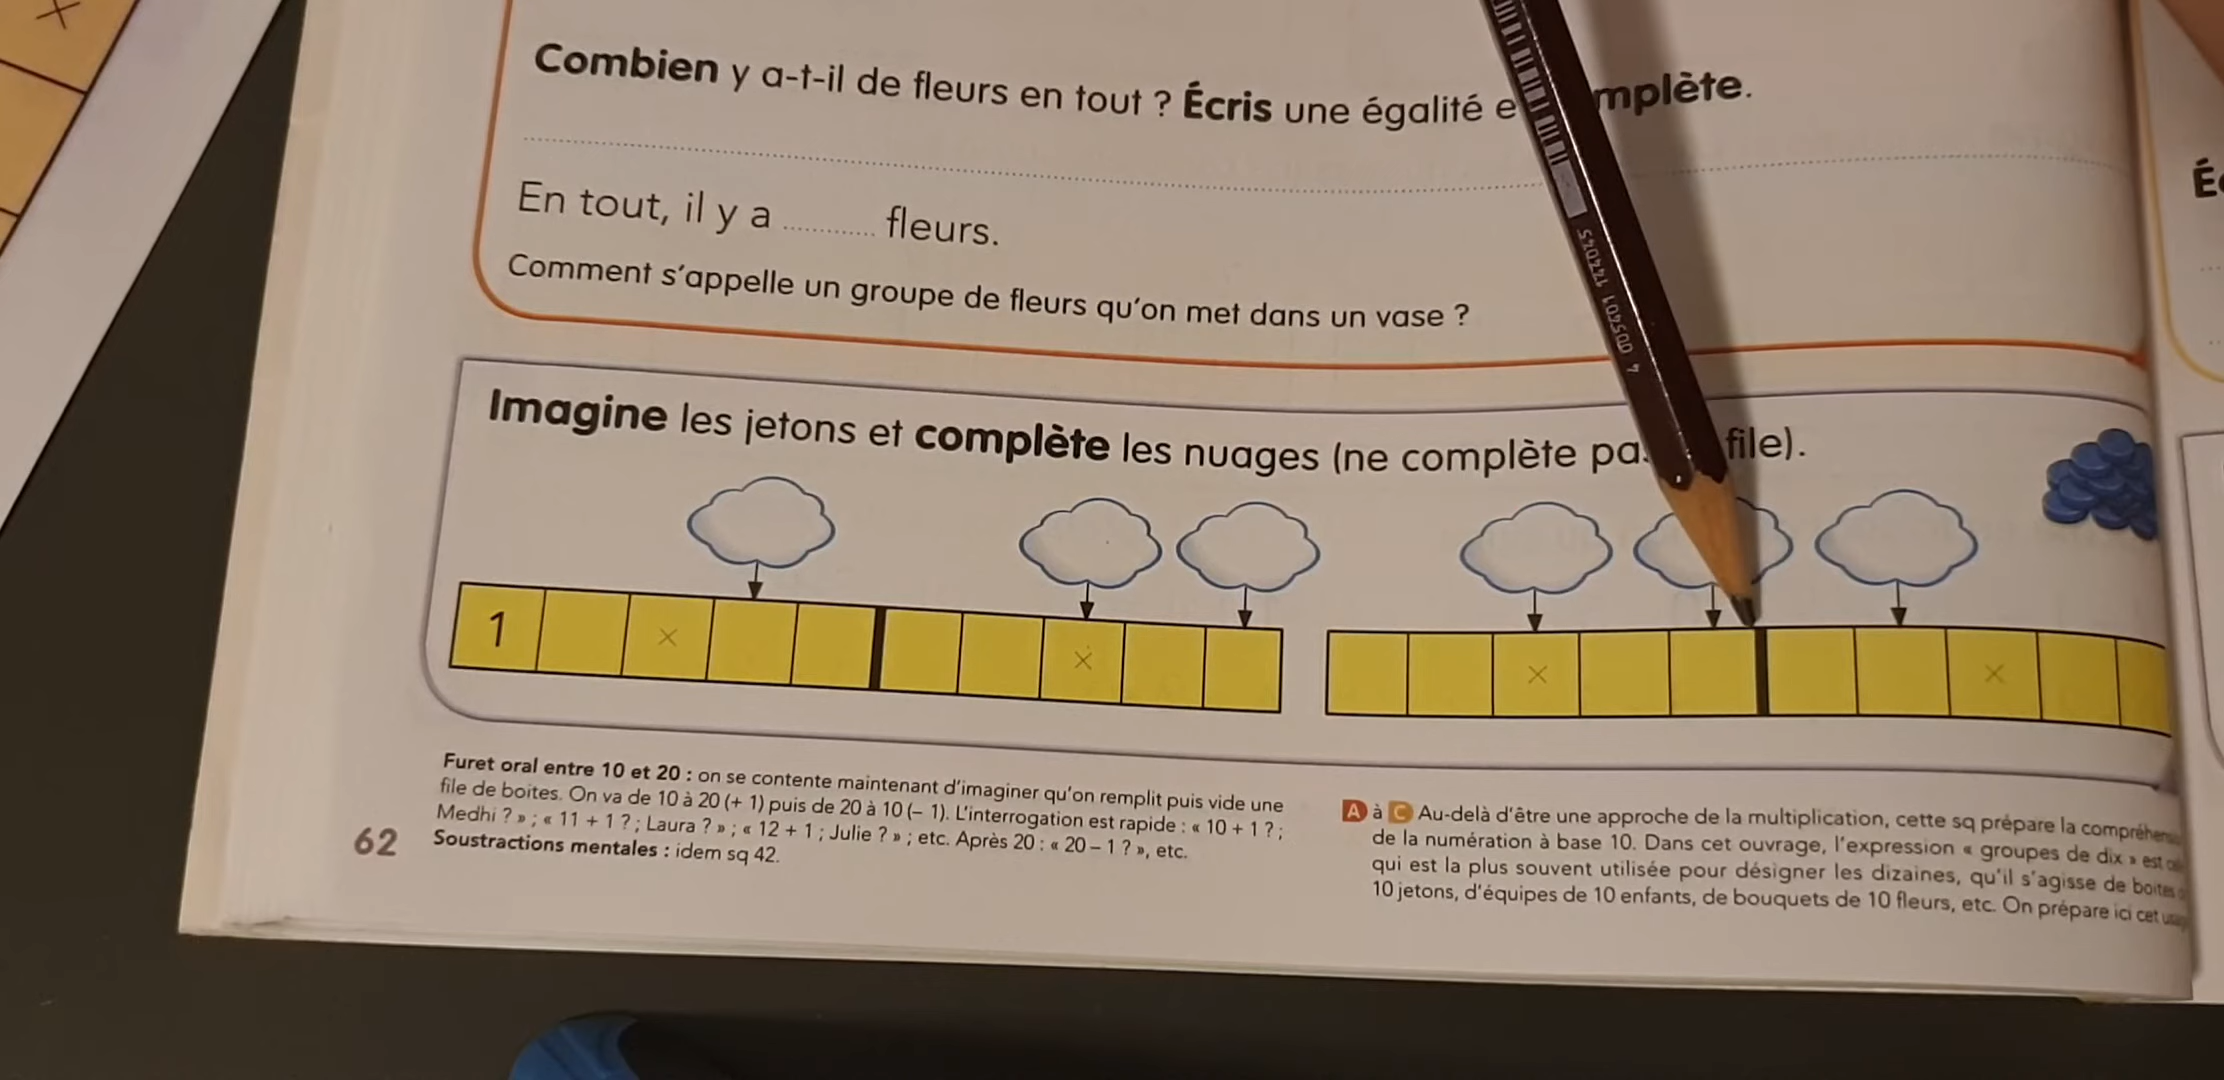 Combien y a-t-il de fleurs en tout ? Écris une égalité e mplète.
En tout, il y a .......... fleurs.
Comment s'appelle un groupe de fleurs qu'on met dans un vase ?
Imagine les jetons et complète les nuages (ne complète pas file).
1
Furet oral entre 10 et 20 : on se contente maintenant d'imaginer qu'on remplit puis vide une
file de boites. On va de 10 à 20 (+ 1) puis de 20 à 10 (– 1). L'interrogation est rapide : « 10 + 1 ? ;
Medhi ? » ; « 11 + 1 ? ; Laura ? » ; « 12 + 1 ; Julie ? » ; etc. Après 20 : « 20 – 1 ? », etc.
Soustractions mentales : idem sq 42.
62
A à C Au-delà d'être une approche de la multiplication, cette sq prépare la
de la numération à base 10. Dans cet ouvrage, l'expression « groupes de dix » est
qui est la plus souvent utilisée pour désigner les dizaines, qu'il s'agisse de boites
10 jetons, d'équipes de 10 enfants, de bouquets de 10 fleurs, etc. On prépare ici cet
005401 124045